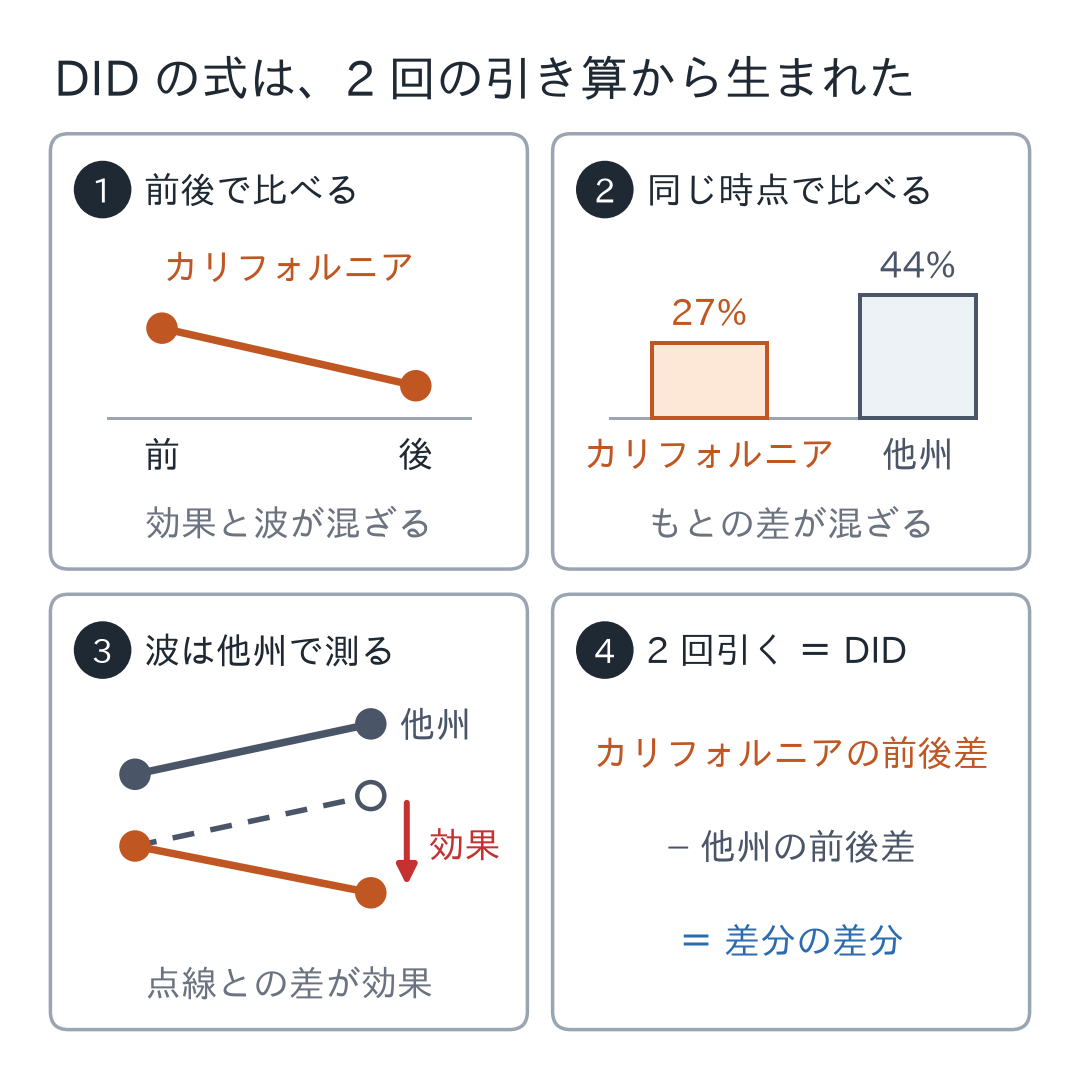 DID の式は、2 回の引き算から生まれた
1 前後で比べる
カリフォルニア
前 後
効果と波が混ざる
2 同じ時点で比べる
44%
27%
カリフォルニア 他州
もとの差が混ざる
3 波は他州で測る
他州
効果
点線との差が効果
4 2 回引く = DID
カリフォルニアの前後差
− 他州の前後差
= 差分の差分